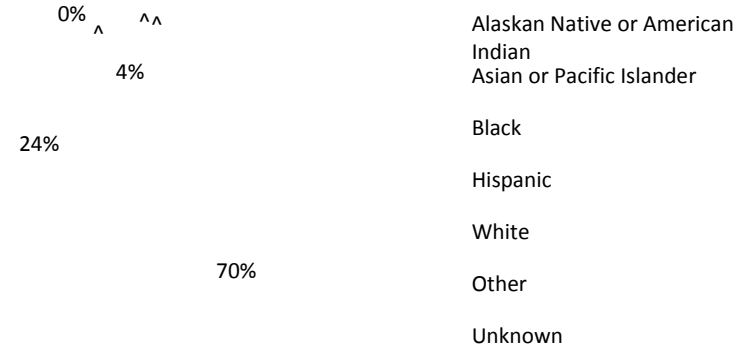 0%
^
^^
4%
24%
70%
Alaskan Native or American
Indian
Asian or Pacific Islander
Black
Hispanic
White
Other
Unknown